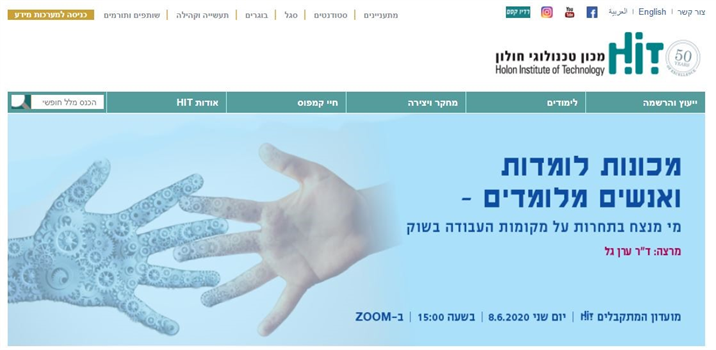 צור קשר | English | العربية
You Tube
רדיו קסם
מתעניינים | סטודנטים | סגל | בוגרים | תעשייה וקהילה | שותפים ותורמים
כניסה למערכות מידע
מכון טכנולוגי חולון
Holon Institute of Technology
HiT
50
YEARS
OF EXCELLENCE
ייעוץ והרשמה
לימודים
מחקר ויצירה
חיי קמפוס
אודות HIT
הכנס מלל חופשי
מכונות לומדות
ואנשים מלומדים -
מי מנצח בתחרות על מקומות העבודה בשוק
מרצה: ד"ר ערן גל
מועדון המתקבלים HiT | יום שני 8.6.2020 | בשעה 15:00 | ב-ZOOM